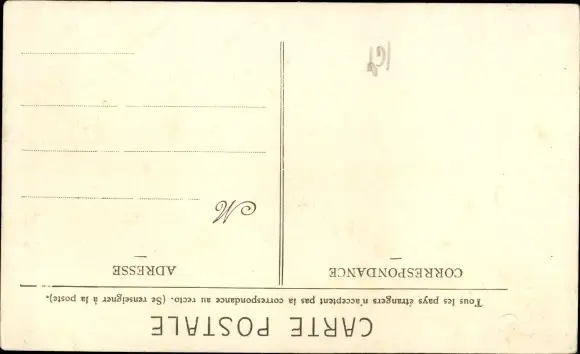 CARTE POSTALE
Tous les pays étrangers n'acceptent pas la correspondance au recto. (Se renseigner à la poste).
CORRESPONDANCE
ADRESSE
M